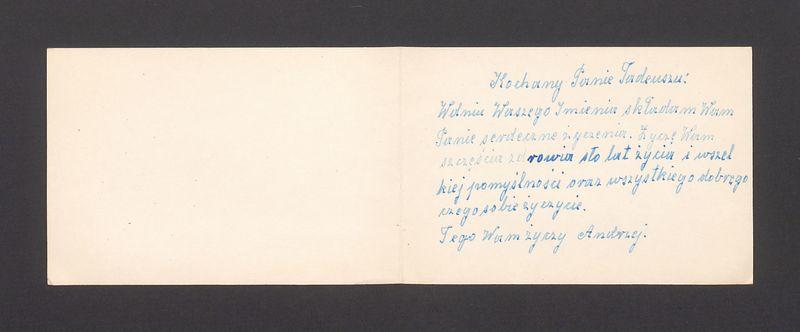 Kochany Panie Tadeuszu!
W dniu Waszego Imienia składam Wam
Panie serdeczne życzenia. Życzę Wam
szczęścia zdrowia sto lat życia i wszel
kiej pomyślności oraz wszystkiego dobrego
czego sobie życzycie.
Tego Wam życzy Andrzej.